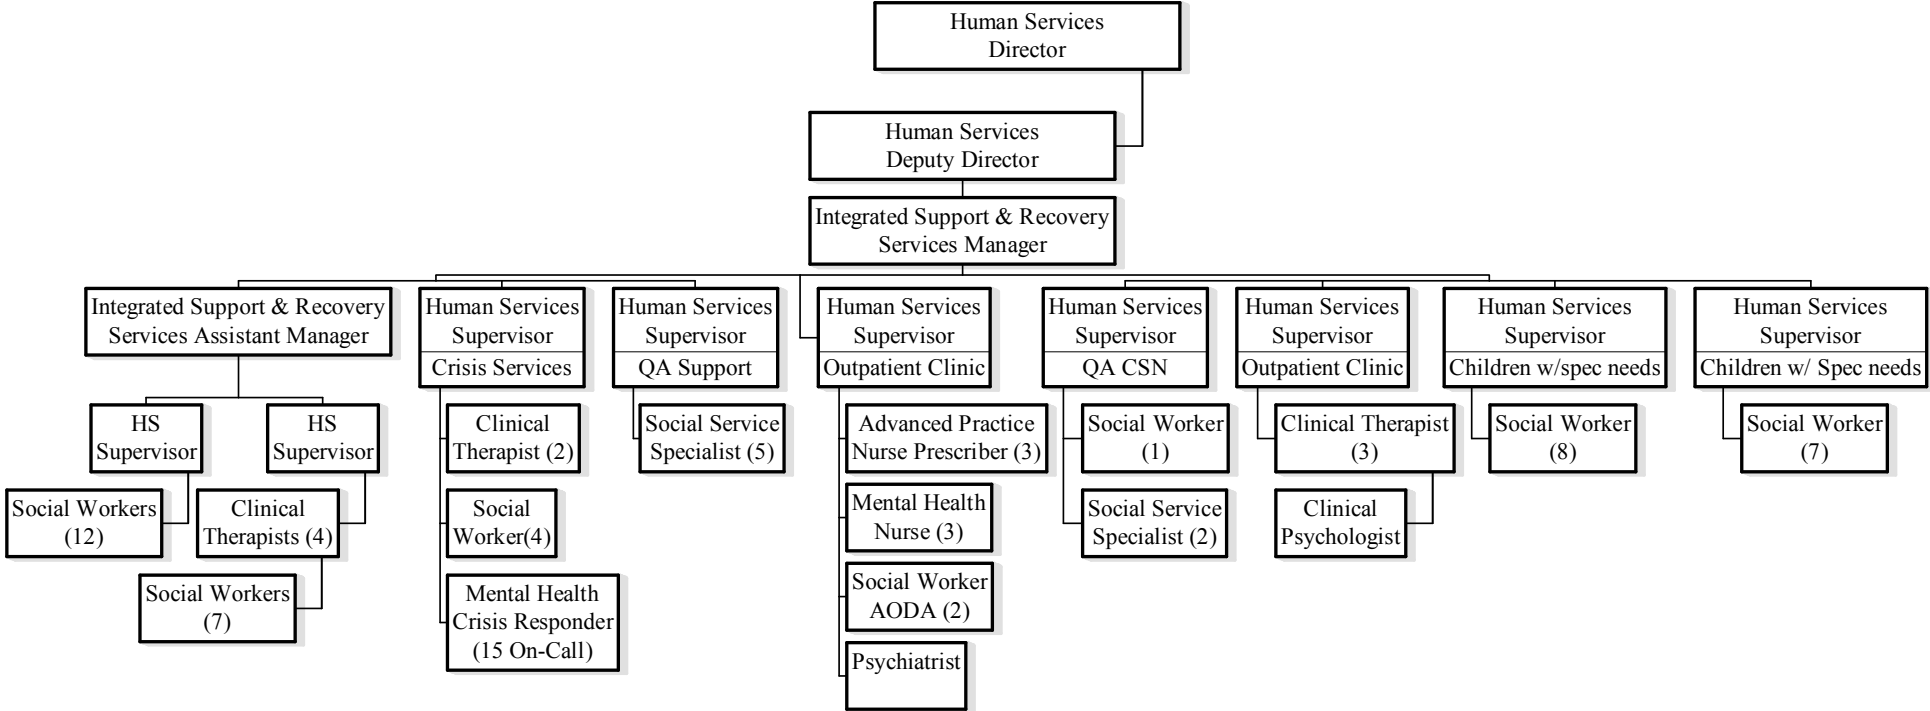 Human Services
Director
Human Services
Deputy Director
Integrated Support & Recovery
Services Manager
Integrated Support & Recovery
Services Assistant Manager
Human Services
Supervisor
Crisis Services
Human Services
Supervisor
QA Support
Human Services
Supervisor
Outpatient Clinic
Human Services
Supervisor
QA CSN
Human Services
Supervisor
Outpatient Clinic
Human Services
Supervisor
Children w/spec needs
Human Services
Supervisor
Children w/ Spec needs
HS
Supervisor
HS
Supervisor
Clinical
Therapist (2)
Social Service
Specialist (5)
Advanced Practice
Nurse Prescriber (3)
Social Worker
(1)
Clinical Therapist
(3)
Social Worker
(8)
Social Worker
(7)
Social Workers
(12)
Clinical
Therapists (4)
Social
Worker(4)
Mental Health
Nurse (3)
Social Service
Specialist (2)
Clinical
Psychologist
Social Workers
(7)
Mental Health
Crisis Responder
(15 On-Call)
Social Worker
AODA (2)
Psychiatrist